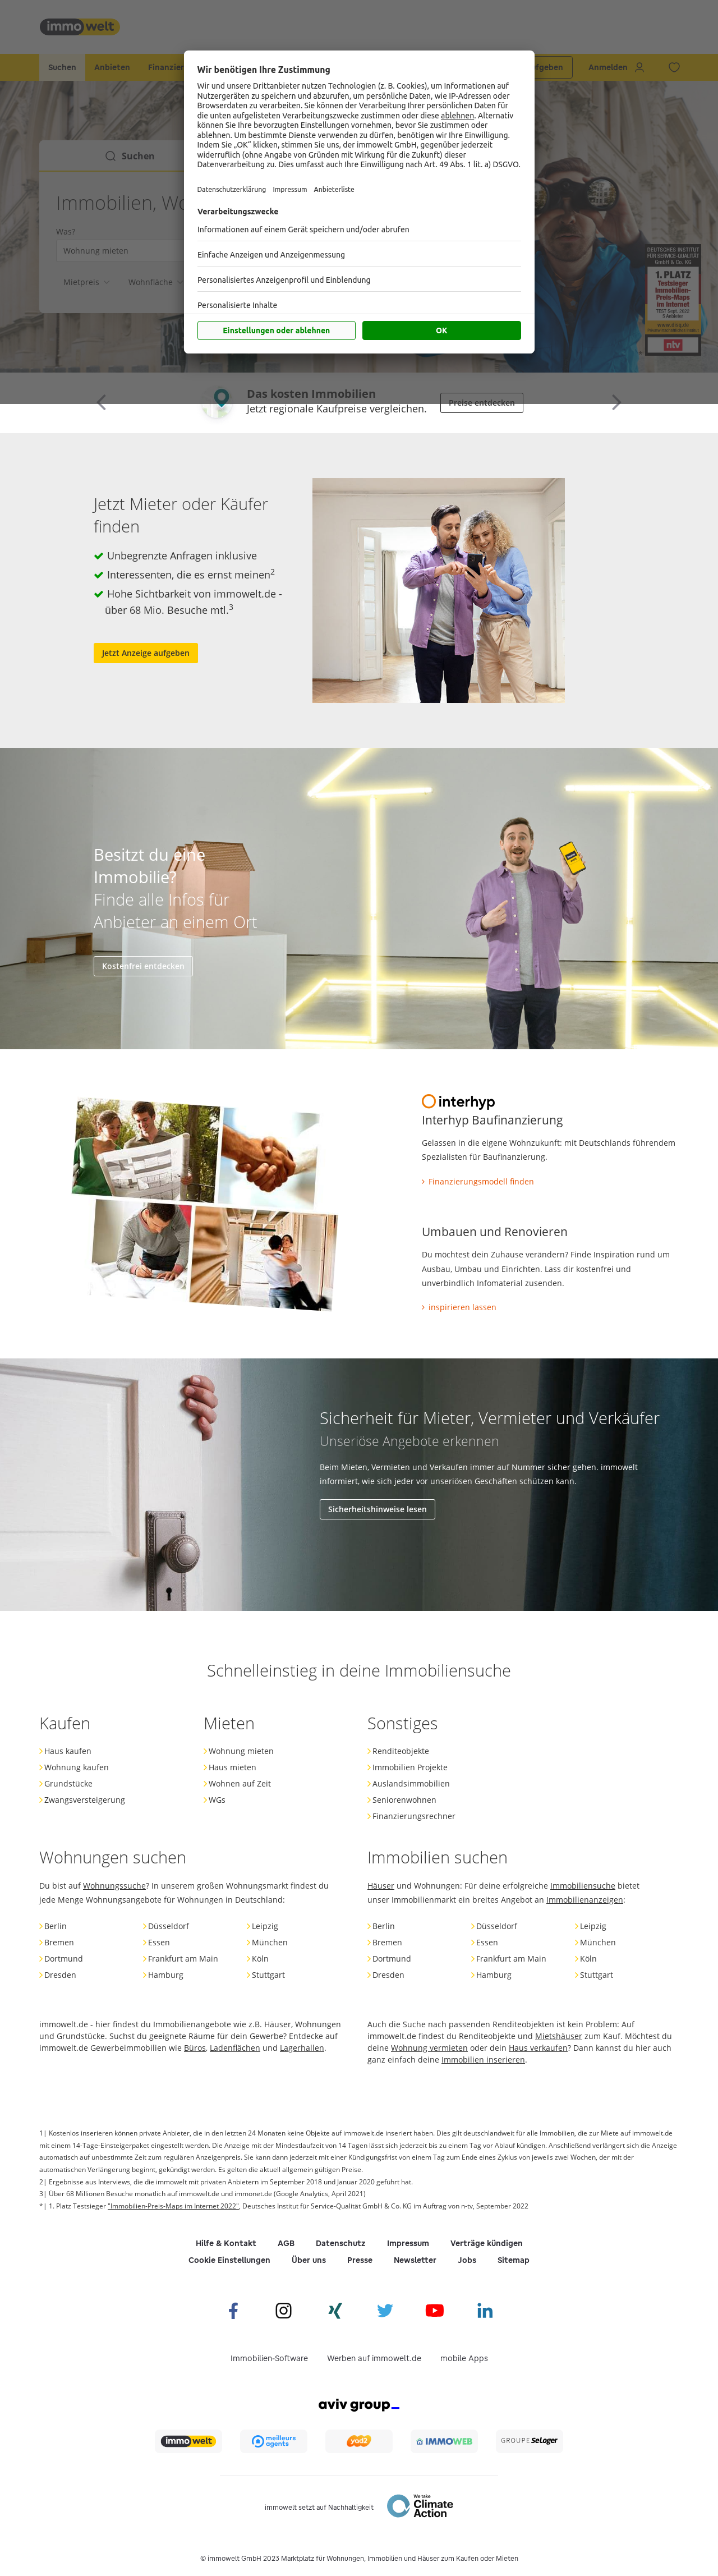 immowelt
Suchen
Anbieten
Anmelden
Suchen
Was?
Wohnung mieten
Mietpreis
Wohnfläche
Wir benötigen Ihre Zustimmung
Wir und unsere Drittanbieter nutzen Technologien (z. B. Cookies), um Informationen auf
Nutzergeräten zu speichern und abzurufen, um persönliche Daten, wie IP-Adressen oder
Browserdaten zu verarbeiten. Sie können der Verarbeitung Ihrer persönlichen Daten für
die unten aufgelisteten Verarbeitungszwecke zustimmen oder diese ablehnen. Alternativ
können Sie Ihre bevorzugten Einstellungen vornehmen, bevor Sie zustimmen oder
ablehnen. Um bestimmte Dienste verwenden zu dürfen, benötigen wir Ihre Einwilligung.
Indem Sie „OK“ klicken, stimmen Sie uns, der immowelt GmbH, gegenüber jederzeit
widerruflich (ohne Angabe von Gründen mit Wirkung für die Zukunft) dieser
Datenverarbeitung zu. Dies umfasst auch Ihre Einwilligung nach Art. 49 Abs. 1 lit. a) DSGVO.
Datenschutzerklärung Impressum Anbieterliste
Verarbeitungszwecke
Informationen auf einem Gerät speichern und/oder abrufen
Einfache Anzeigen und Anzeigenmessung
Personalisiertes Anzeigenprofil und Einblendung
Personalisierte Inhalte
Einstellungen oder ablehnen
OK
DEUTSCHES INSTITUT
FÜR SERVICE-QUALITÄT
GmbH & Co. KG
1. PLATZ
Testsieger
Immobilien-
Preis-Maps
im Internet
TEST Sept. 2022
5 Anbieter
Privatwirtschaftliches Institut
ntv
Das kosten Immobilien
Jetzt regionale Kaufpreise vergleichen.
Preise entdecken
Jetzt Mieter oder Käufer
finden
Unbegrenzte Anfragen inklusive
Interessenten, die es ernst meinen2
Hohe Sichtbarkeit von immowelt.de -
über 68 Mio. Besuche mtl.3
Jetzt Anzeige aufgeben
Besitzt du eine
Immobilie?
Finde alle Infos für
Anbieter an einem Ort
Kostenfrei entdecken
interhyp
Interhyp Baufinanzierung
Gelassen in die eigene Wohnzukunft: mit Deutschlands führendem
Spezialisten für Baufinanzierung.
Finanzierungsmodell finden
Umbauen und Renovieren
Du möchtest dein Zuhause verändern? Finde Inspiration rund um
Ausbau, Umbau und Einrichten. Lass dir kostenfrei und
unverbindlich Infomaterial zusenden.
inspirieren lassen
Sicherheit für Mieter, Vermieter und Verkäufer
Unseriöse Angebote erkennen
Beim Mieten, Vermieten und Verkaufen immer auf Nummer sicher gehen. immowelt
informiert, wie sich jeder vor unseriösen Geschäften schützen kann.
Sicherheitshinweise lesen
Schnelleinstieg in deine Immobiliensuche
Kaufen
Haus kaufen
Wohnung kaufen
Grundstücke
Zwangsversteigerung
Mieten
Wohnung mieten
Haus mieten
Wohnen auf Zeit
WGs
Sonstiges
Renditeobjekte
Immobilien Projekte
Auslandsimmobilien
Seniorenwohnen
Finanzierungsrechner
Wohnungen suchen
Du bist auf Wohnungssuche? In unserem großen Wohnungsmarkt findest du
jede Menge Wohnungsangebote für Wohnungen in Deutschland:
Berlin Düsseldorf Leipzig
Bremen Essen München
Dortmund Frankfurt am Main Köln
Dresden Hamburg Stuttgart
Immobilien suchen
Häuser und Wohnungen: Für deine erfolgreiche Immobiliensuche bietet
unser Immobilienmarkt ein breites Angebot an Immobilienanzeigen:
Berlin Düsseldorf Leipzig
Bremen Essen München
Dortmund Frankfurt am Main Köln
Dresden Hamburg Stuttgart
immowelt.de - hier findest du Immobilienangebote wie z.B. Häuser, Wohnungen
und Grundstücke. Suchst du geeignete Räume für dein Gewerbe? Entdecke auf
immowelt.de Gewerbeimmobilien wie Büros, Ladenflächen und Lagerhallen.
Auch die Suche nach passenden Renditeobjekten ist kein Problem: Auf
immowelt.de findest du Renditeobjekte und Mietshäuser zum Kauf. Möchtest du
deine Wohnung vermieten oder dein Haus verkaufen? Dann kannst du hier auch
ganz einfach deine Immobilien inserieren.
1| Kostenlos inserieren können private Anbieter, die in den letzten 24 Monaten keine Objekte auf immowelt.de inseriert haben. Dies gilt deutschlandweit für alle Immobilien, die zur Miete auf immowelt.de
mit einem 14-Tage-Einsteigerpaket eingestellt werden. Die Anzeige mit der Mindestlaufzeit von 14 Tagen lässt sich jederzeit bis zu einem Tag vor Ablauf kündigen. Anschließend verlängert sich die Anzeige
automatisch auf unbestimmte Zeit zum regulären Anzeigenpreis. Sie kann dann jederzeit mit einer Kündigungsfrist von einem Tag zum Ende eines Zyklus von jeweils zwei Wochen, der mit der
automatischen Verlängerung beginnt, gekündigt werden. Es gelten die aktuell allgemein gültigen Preise.
2| Ergebnisse aus Interviews, die die immowelt mit privaten Anbietern im September 2018 und Januar 2020 geführt hat.
3| Über 68 Millionen Besuche monatlich auf immowelt.de und immonet.de (Google Analytics, April 2021)
*| 1. Platz Testsieger "Immobilien-Preis-Maps im Internet 2022", Deutsches Institut für Service-Qualität GmbH & Co. KG im Auftrag von n-tv, September 2022
Hilfe & Kontakt AGB Datenschutz Impressum Verträge kündigen
Cookie Einstellungen Über uns Presse Newsletter Jobs Sitemap
Immobilien-Software Werben auf immowelt.de mobile Apps
aviv group
immowelt
meilleurs agents
yad2
IMMOWEB
GROUPE SeLoger
immowelt setzt auf Nachhaltigkeit
We take
Climate
Action
© immowelt GmbH 2023 Marktplatz für Wohnungen, Immobilien und Häuser zum Kaufen oder Mieten